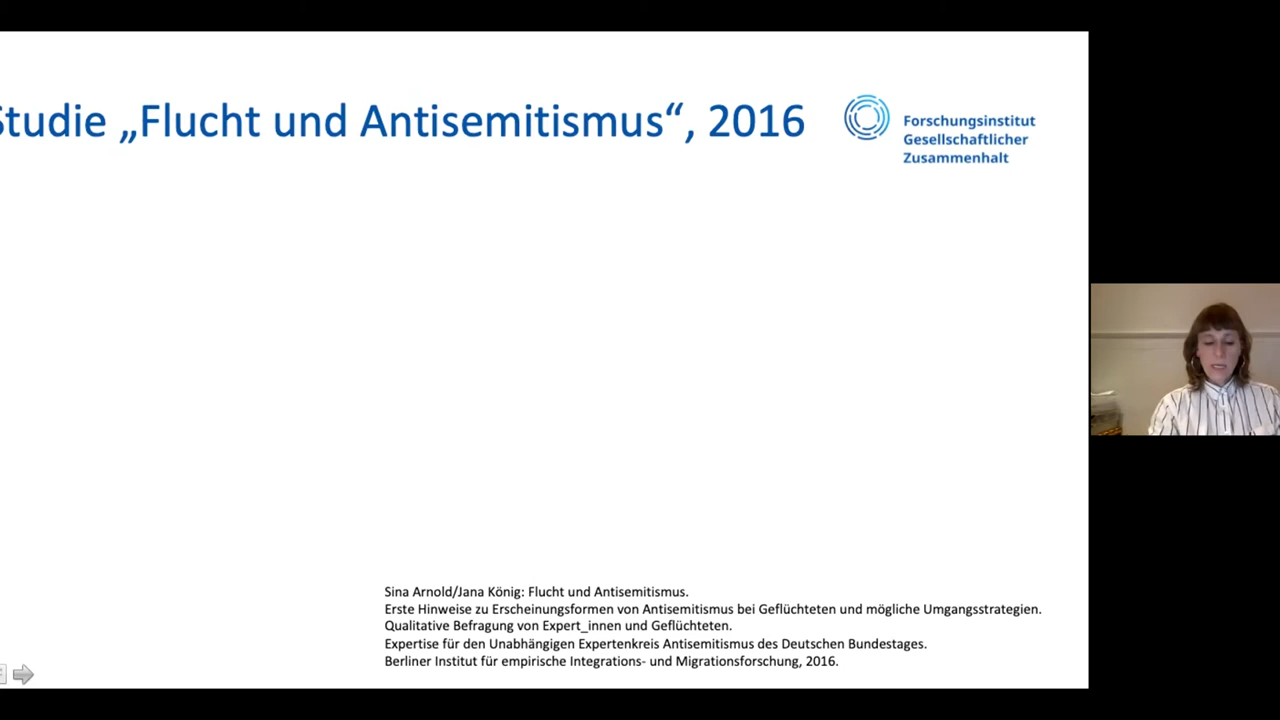 Studie „Flucht und Antisemitismus“, 2016
Forschungsinstitut
Gesellschaftlicher
Zusammenhalt
Sina Arnold/Jana König: Flucht und Antisemitismus.
Erste Hinweise zu Erscheinungsformen von Antisemitismus bei Geflüchteten und mögliche Umgangsstrategien.
Qualitative Befragung von Expert_innen und Geflüchteten.
Expertise für den Unabhängigen Expertenkreis Antisemitismus des Deutschen Bundestages.
Berliner Institut für empirische Integrations- und Migrationsforschung, 2016.